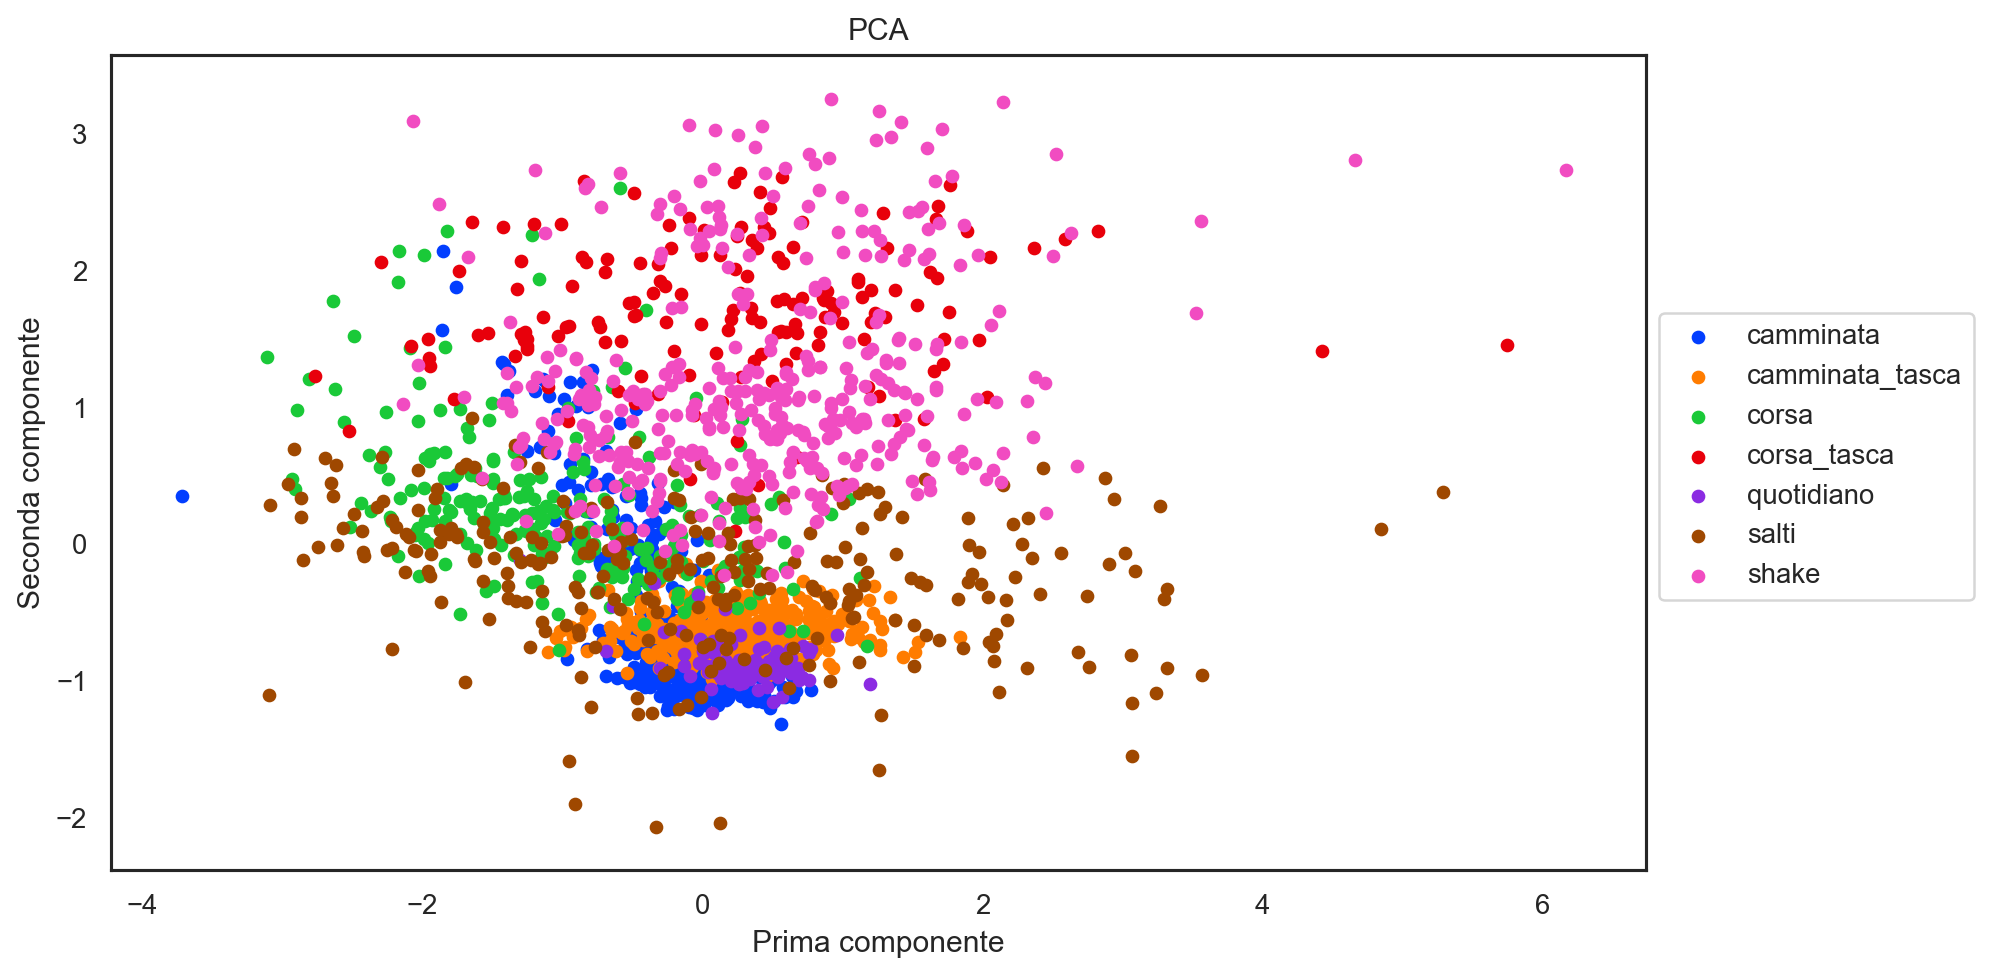 PCA
3
2
1
0
−1
−2
Seconda componente
−4
−2
0
2
4
6
Prima componente
camminata
camminata_tasca
corsa
corsa_tasca
quotidiano
salti
shake